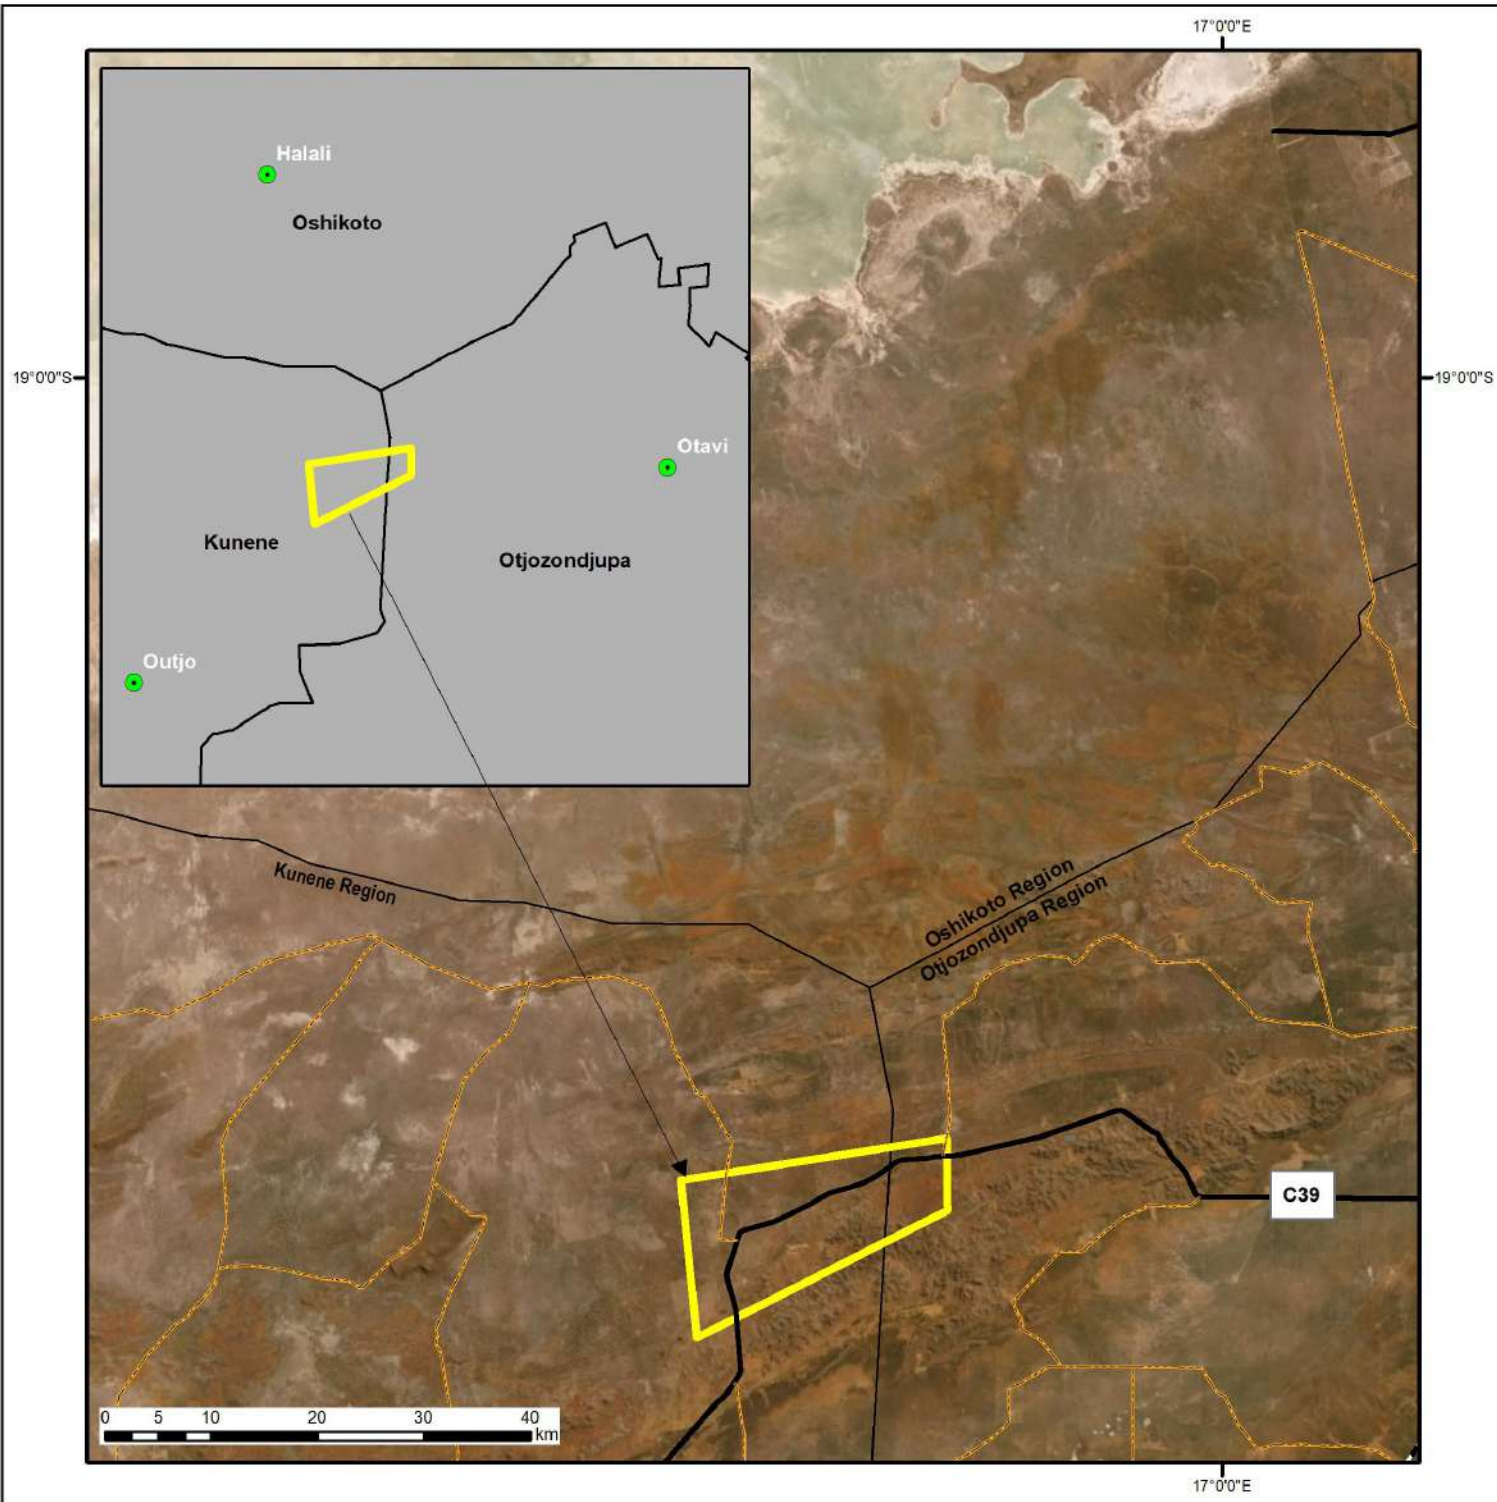 17°0'0"E
Halali
Oshikoto
19°0'0"S
19°0'0"S
Otavi
Kunene
Otjozondjupa
Outjo
Kunene Region
Oshikoto Region
Otjozondjupa Region
C39
0 5 10 20 30 40
km
17°0'0"E